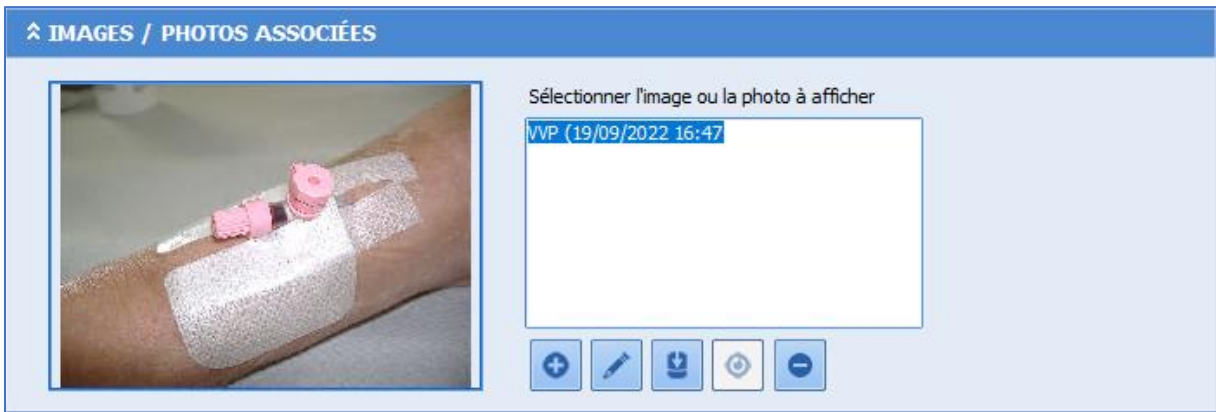 IMAGES / PHOTOS ASSOCIÉES
Sélectionner l'image ou la photo à afficher
VVP (19/09/2022 16:47